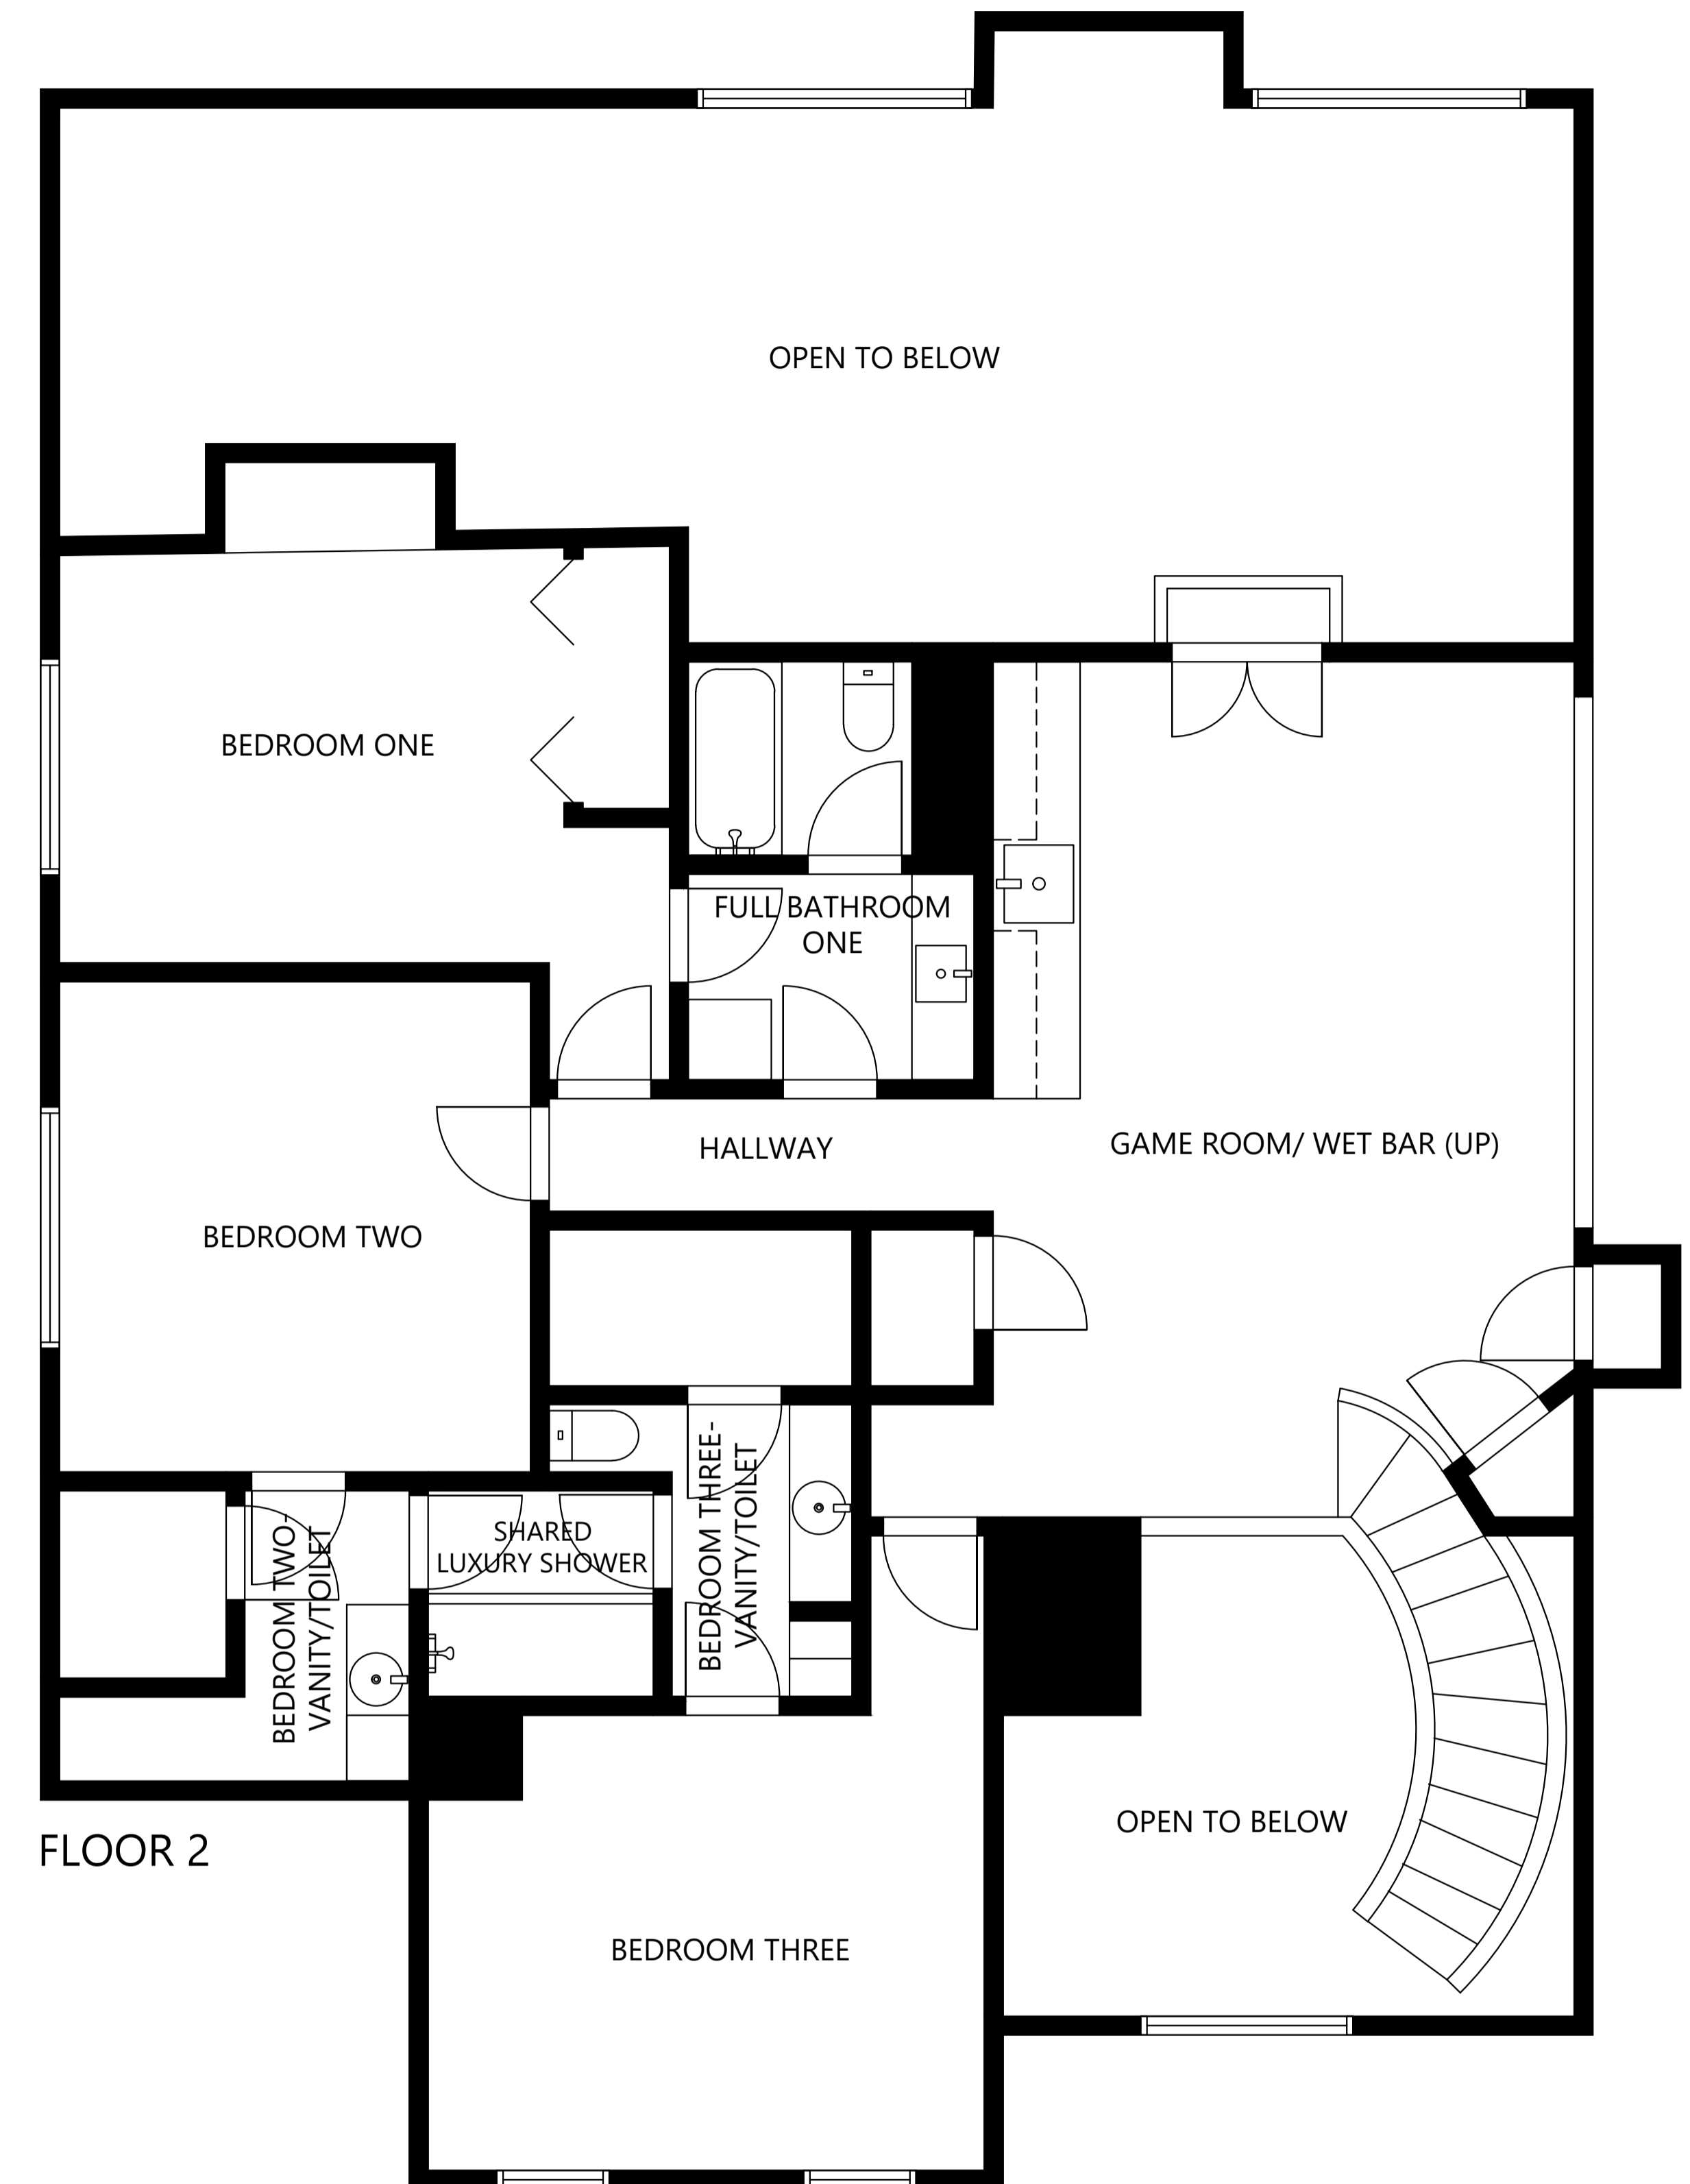 OPEN TO BELOW
BEDROOM ONE
FULL BATHROOM
ONE
HALLWAY
GAME ROOM/ WET BAR (UP)
BEDROOM TWO
SHARED
LUXURY SHOWER
BEDROOM THREE-
VANITY/TOILET
BEDROOM TWO-
VANITY/TOILET
OPEN TO BELOW
FLOOR 2
BEDROOM THREE